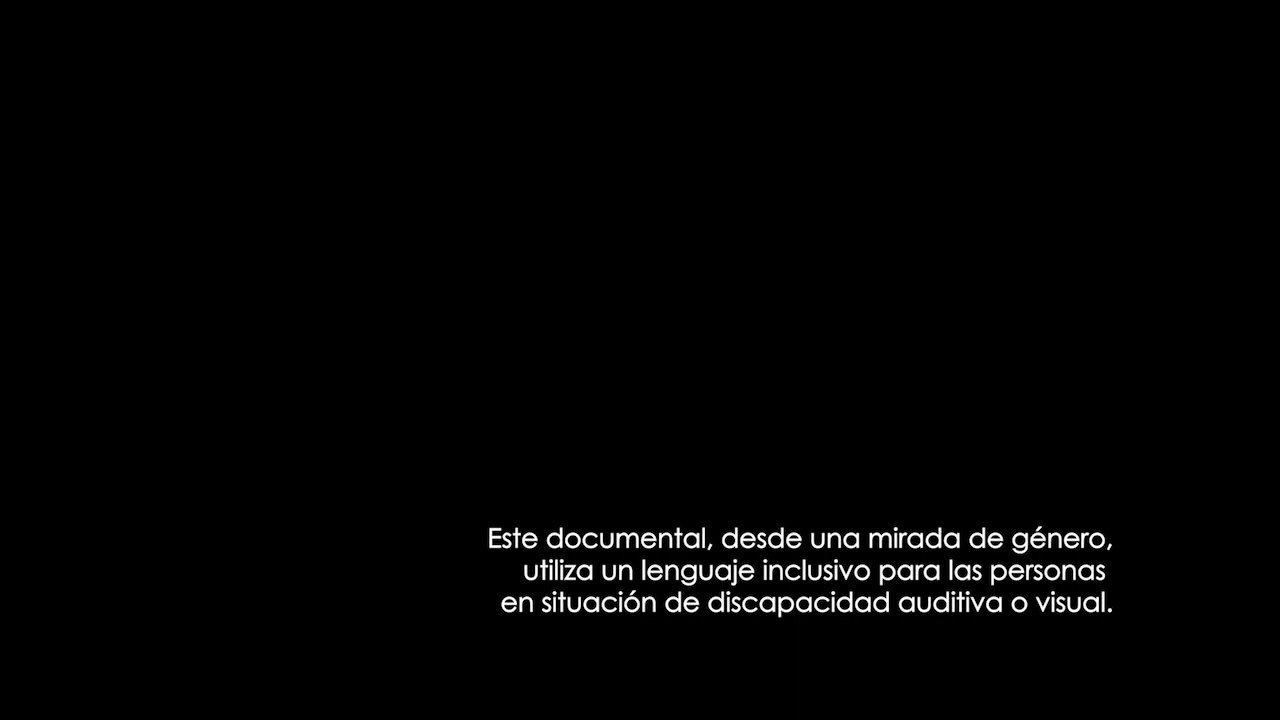 Este documental, desde una mirada de género,
utiliza un lenguaje inclusivo para las personas
en situación de discapacidad auditiva o visual.